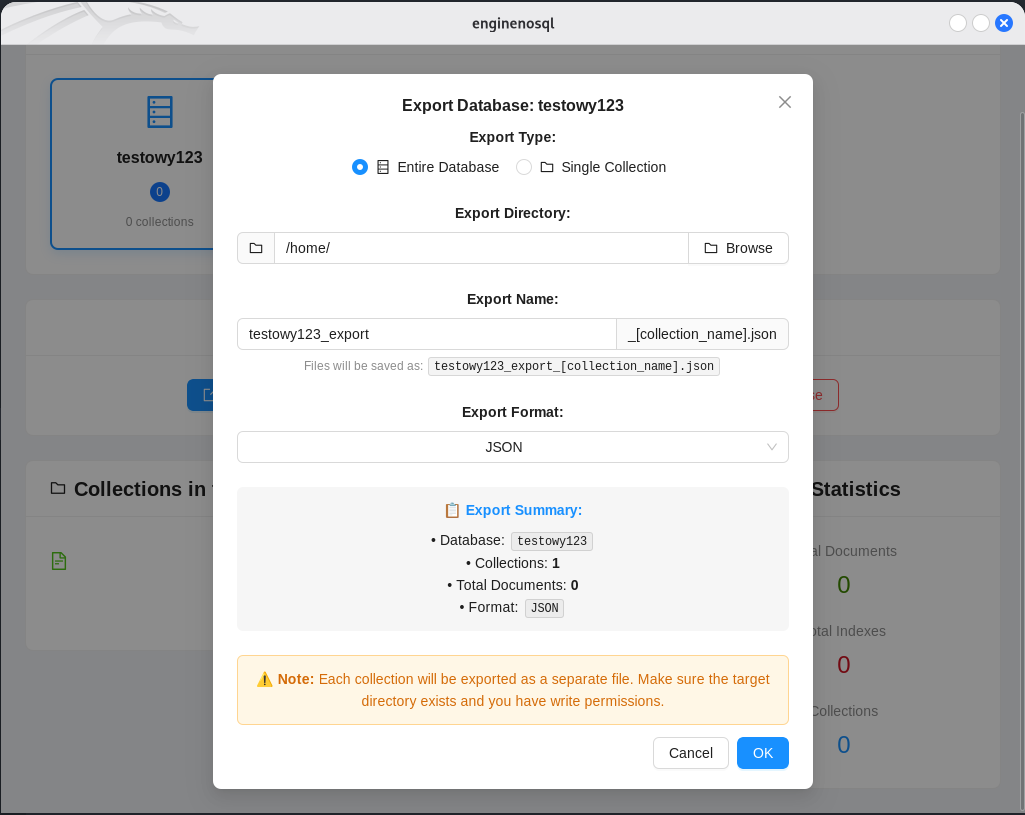 enginenosql
testowy123
0
0 collections
Export Database: testowy123
Export Type:
Entire Database
Single Collection
Export Directory:
/home/
Browse
Export Name:
testowy123_export
_[collection_name].json
Files will be saved as: testowy123_export_[collection_name].json
Export Format:
JSON
Export Summary:
• Database: testowy123
• Collections: 1
• Total Documents: 0
• Format: JSON
⚠️ Note: Each collection will be exported as a separate file. Make sure the target
directory exists and you have write permissions.
Cancel
OK
Collections in
Statistics
Documents
0
Indexes
0
Collections
0